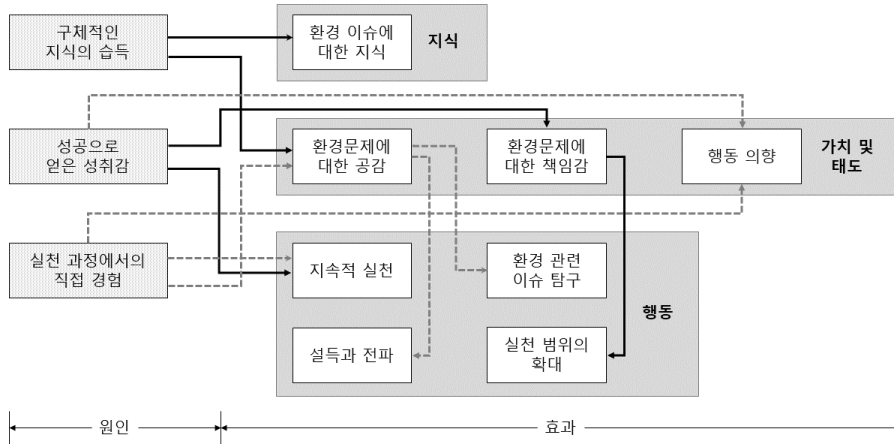 구체적인
지식의 습득
환경 이슈에
대한 지식
지식
성공으로
얻은 성취감
환경문제에
대한 공감
환경문제에
대한 책임감
행동 의향
가치 및
태도
실천 과정에서의
직접 경험
지속적 실천
환경 관련
이슈 탐구
행동
설득과 전파
실천 범위의
확대
원인
효과